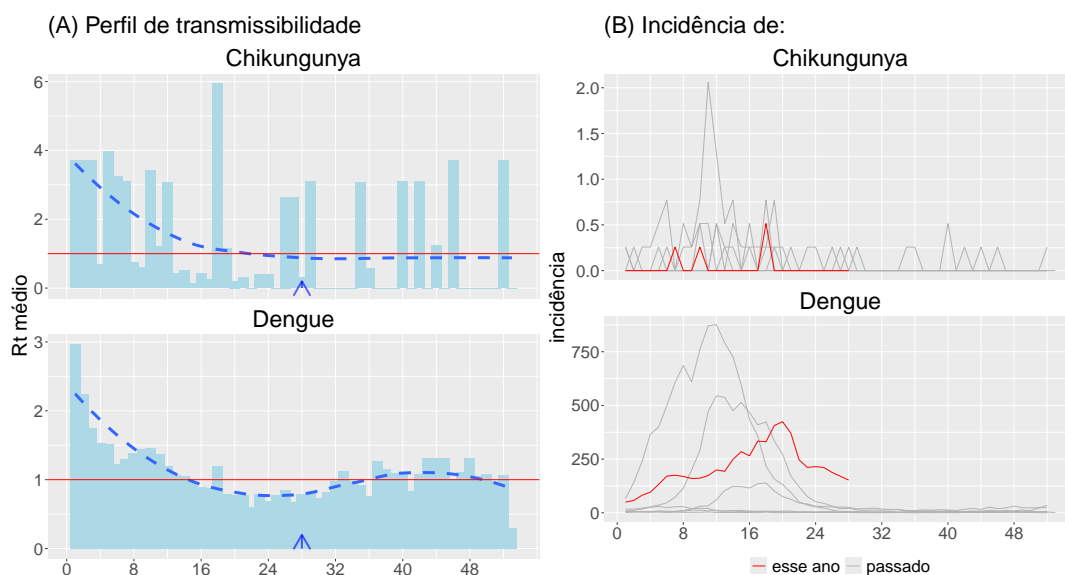 (A) Perfil de transmissibilidade
Chikungunya
6
4
2
0
Dengue
3
2
1
0
0 8 16 24 32 40 48
Rt médio
(B) Incidência de:
Chikungunya
2.0
1.5
1.0
0.5
0.0
Dengue
750
500
250
0
0 8 16 24 32 40 48
incidência
esse ano passado